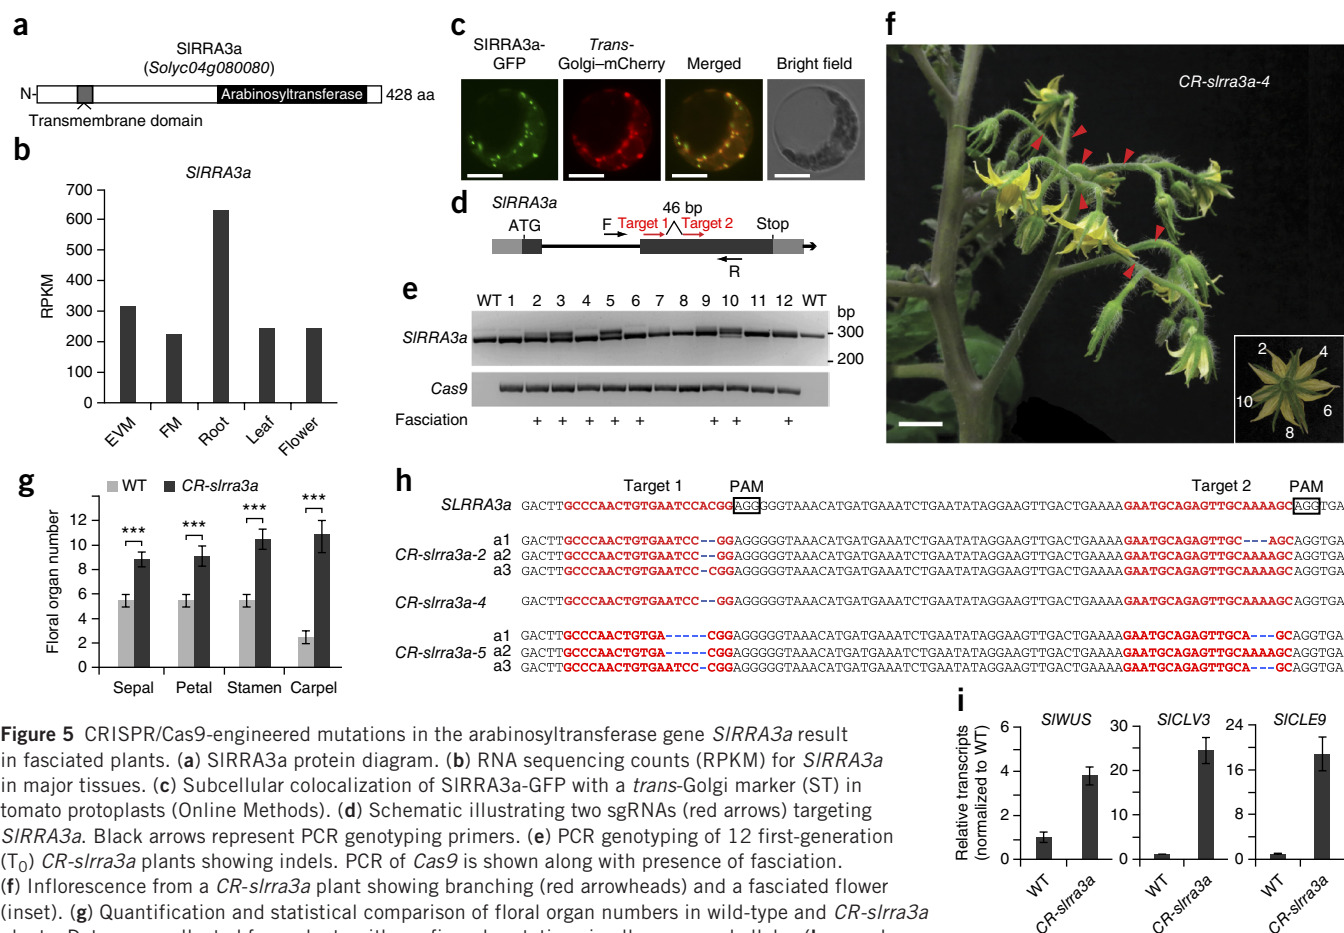 a
SlRRA3a
(Solyc04g080080)
N-
Arabinosyltransferase
428 aa
Transmembrane domain
b
SlRRA3a
RPKM
700
600
500
400
300
200
100
0
EVM
FM
Root
Leaf
Flower
c
SlRRA3a-GFP
Trans-Golgi–mCherry
Merged
Bright field
d
SlRRA3a
46 bp
ATG
F
Target 1
Target 2
Stop
R
e
WT 1 2 3 4 5 6 7 8 9 10 11 12 WT
bp
SlRRA3a
300
200
Cas9
Fasciation + + + + + + + +
f
CR-slrra3a-4
2
4
6
8
10
g
WT
CR-slrra3a
Floral organ number
12
10
8
6
4
2
0
*** *** *** ***
Sepal
Petal
Stamen
Carpel
h
Target 1
PAM
Target 2
PAM
SLRRA3a GACTTGCCCAACTGTGAATCCACGGAGGGGGTAAACATGATGAAATCTGAATATAGGAAGTTGACTGAAAAGAATGCAGAGTTGCAAAAGCAGGTGA
CR-slrra3a-2
a1 GACTTGCCCAACTGTGAATCC--GGAGGGGGTAAACATGATGAAATCTGAATATAGGAAGTTGACTGAAAAGAATGCAGAGTTGC---AGCAGGTGA
a2 GACTTGCCCAACTGTGAATCC--GGAGGGGGTAAACATGATGAAATCTGAATATAGGAAGTTGACTGAAAAGAATGCAGAGTTGCAAAAGCAGGTGA
a3 GACTTGCCCAACTGTGAATCC-CGGAGGGGGTAAACATGATGAAATCTGAATATAGGAAGTTGACTGAAAAGAATGCAGAGTTGCAAAAGCAGGTGA
CR-slrra3a-4 GACTTGCCCAACTGTGAATCC--GGAGGGGGTAAACATGATGAAATCTGAATATAGGAAGTTGACTGAAAAGAATGCAGAGTTGCAAAAGCAGGTGA
CR-slrra3a-5
a1 GACTTGCCCAACTGTGA-----CGGAGGGGGTAAACATGATGAAATCTGAATATAGGAAGTTGACTGAAAAGAATGCAGAGTTGCA---GCAGGTGA
a2 GACTTGCCCAACTGTGA-----CGGAGGGGGTAAACATGATGAAATCTGAATATAGGAAGTTGACTGAAAAGAATGCAGAGTTGCAAAAGCAGGTGA
a3 GACTTGCCCAACTGTGAATCC-CGGAGGGGGTAAACATGATGAAATCTGAATATAGGAAGTTGACTGAAAAGAATGCAGAGTTGCA---GCAGGTGA
i
Relative transcripts
(normalized to WT)
SlWUS
6
4
2
0
WT
CR-slrra3a
SlCLV3
30
20
10
0
WT
CR-slrra3a
SlCLE9
24
16
8
0
WT
CR-slrra3a
Figure 5 CRISPR/Cas9-engineered mutations in the arabinosyltransferase gene SlRRA3a result
in fasciated plants. (a) SlRRA3a protein diagram. (b) RNA sequencing counts (RPKM) for SlRRA3a
in major tissues. (c) Subcellular colocalization of SlRRA3a-GFP with a trans-Golgi marker (ST) in
tomato protoplasts (Online Methods). (d) Schematic illustrating two sgRNAs (red arrows) targeting
SlRRA3a. Black arrows represent PCR genotyping primers. (e) PCR genotyping of 12 first-generation
(T0) CR-slrra3a plants showing indels. PCR of Cas9 is shown along with presence of fasciation.
(f) Inflorescence from a CR-slrra3a plant showing branching (red arrowheads) and a fasciated flower
(inset). (g) Quantification and statistical comparison of floral organ numbers in wild-type and CR-slrra3a